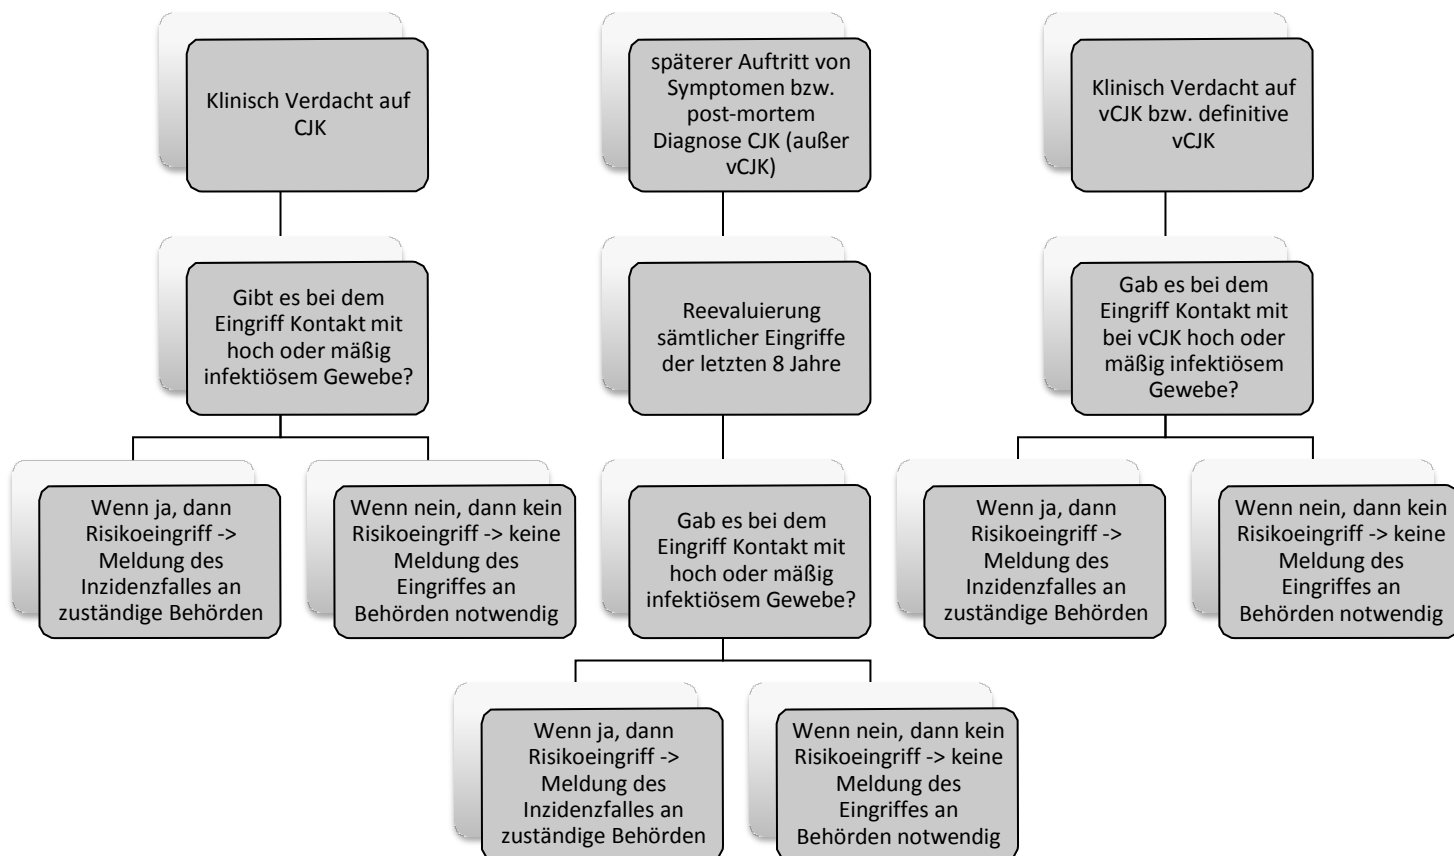 Klinisch Verdacht auf
CJK
späterer Auftritt von
Symptomen bzw.
post-mortem
Diagnose CJK (außer
vCJK)
Klinisch Verdacht auf
vCJK bzw. definitive
vCJK
Gibt es bei dem
Eingriff Kontakt mit
hoch oder mäßig
infektiösem Gewebe?
Reevaluierung
sämtlicher Eingriffe
der letzten 8 Jahre
Gab es bei dem
Eingriff Kontakt mit
bei vCJK hoch oder
mäßig infektiösem
Gewebe?
Wenn ja, dann
Risikoeingriff ->
Meldung des
Inzidenzfalles an
zuständige Behörden
Wenn nein, dann kein
Risikoeingriff -> keine
Meldung des
Eingriffes an
Behörden notwendig
Gab es bei dem
Eingriff Kontakt mit
hoch oder mäßig
infektiösem Gewebe?
Wenn ja, dann
Risikoeingriff ->
Meldung des
Inzidenzfalles an
zuständige Behörden
Wenn nein, dann kein
Risikoeingriff -> keine
Meldung des
Eingriffes an
Behörden notwendig
Wenn ja, dann
Risikoeingriff ->
Meldung des
Inzidenzfalles an
zuständige Behörden
Wenn nein, dann kein
Risikoeingriff -> keine
Meldung des
Eingriffes an
Behörden notwendig